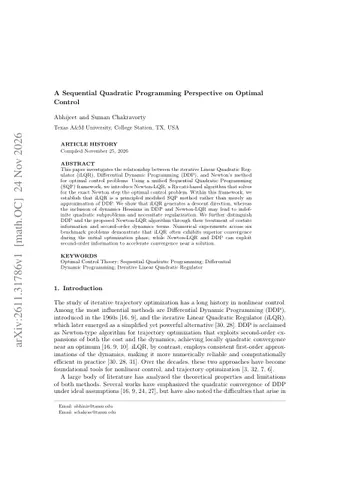 arXiv:2611.31786v1 [math.OC] 24 Nov 2026
A Sequential Quadratic Programming Perspective on Optimal
Control
Abhijeet and Suman Chakravorty
Texas A&M University, College Station, TX, USA
ARTICLE HISTORY
Compiled November 25, 2026
ABSTRACT
This paper investigates the relationship between the iterative Linear Quadratic Reg-
ulator (iLQR), Differential Dynamic Programming (DDP), and Newton's method
for optimal control problems. Using a unified Sequential Quadratic Programming
(SQP) framework, we introduce Newton-LQR, a Riccati-based algorithm that solves
for the exact Newton step the optimal control problem. Within this framework, we
establish that iLQR is a principled modified SQP method rather than merely an
approximation of DDP. We show that iLQR generates a descent direction, whereas
the inclusion of dynamics Hessians in DDP and Newton-LQR may lead to indef-
inite quadratic subproblems and necessitate regularization. We further distinguish
DDP and the proposed Newton-LQR algorithm through their treatment of costate
information and second-order dynamics terms. Numerical experiments across six
benchmark problems demonstrate that iLQR often exhibits superior convergence
during the initial optimization phase, while Newton-LQR and DDP can exploit
second-order information to accelerate convergence near a solution.
KEYWORDS
Optimal Control Theory; Sequential Quadratic Programming; Differential
Dynamic Programming; Iterative Linear Quadratic Regulator
1. Introduction
The study of iterative trajectory optimization has a long history in nonlinear control.
Among the most influential methods are Differential Dynamic Programming (DDP),
introduced in the 1960s [16, 9], and the iterative Linear Quadratic Regulator (iLQR),
which later emerged as a simplified yet powerful alternative [30, 28]. DDP is acclaimed
as Newton-type algorithm for trajectory optimization that exploits second-order ex-
pansions of both the cost and the dynamics, achieving locally quadratic convergence
near an optimum [16, 9, 10]. iLQR, by contrast, employs consistent first-order approx-
imations of the dynamics, making it more numerically reliable and computationally
efficient in practice [30, 28, 31]. Over the decades, these two approaches have become
foundational tools for nonlinear control, and trajectory optimization [3, 32, 7, 6].
A large body of literature has analysed the theoretical properties and limitations
of both methods. Several works have emphasized the quadratic convergence of DDP
under ideal assumptions [16, 9, 24, 27], but have also noted the difficulties that arise in